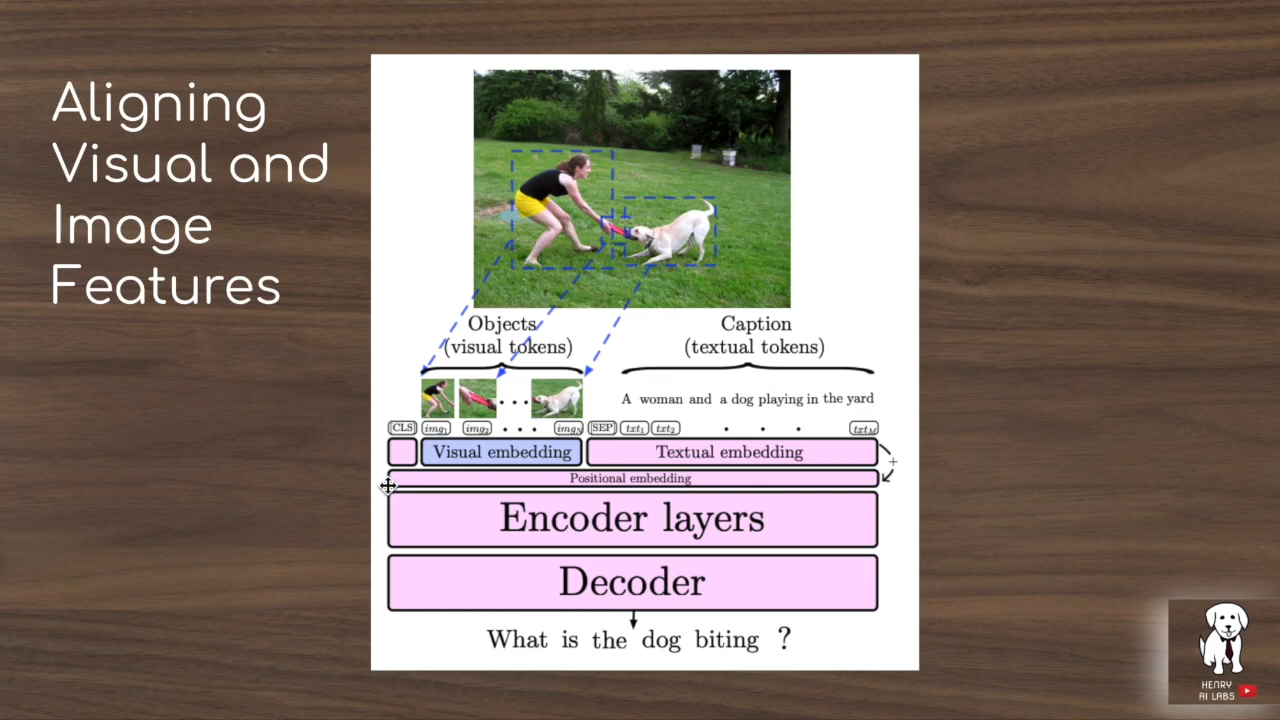 Aligning
Visual and
Image
Features
Objects
(visual tokens)
Caption
(textual tokens)
A woman and a dog playing in the yard
[CLS] img₁ img₂ . . . img_N [SEP] txt₁ txt₂ . . . txt_M
Visual embedding
Textual embedding
+
Positional embedding
Encoder layers
Decoder
What is the dog biting ?
HENRY
AI LABS